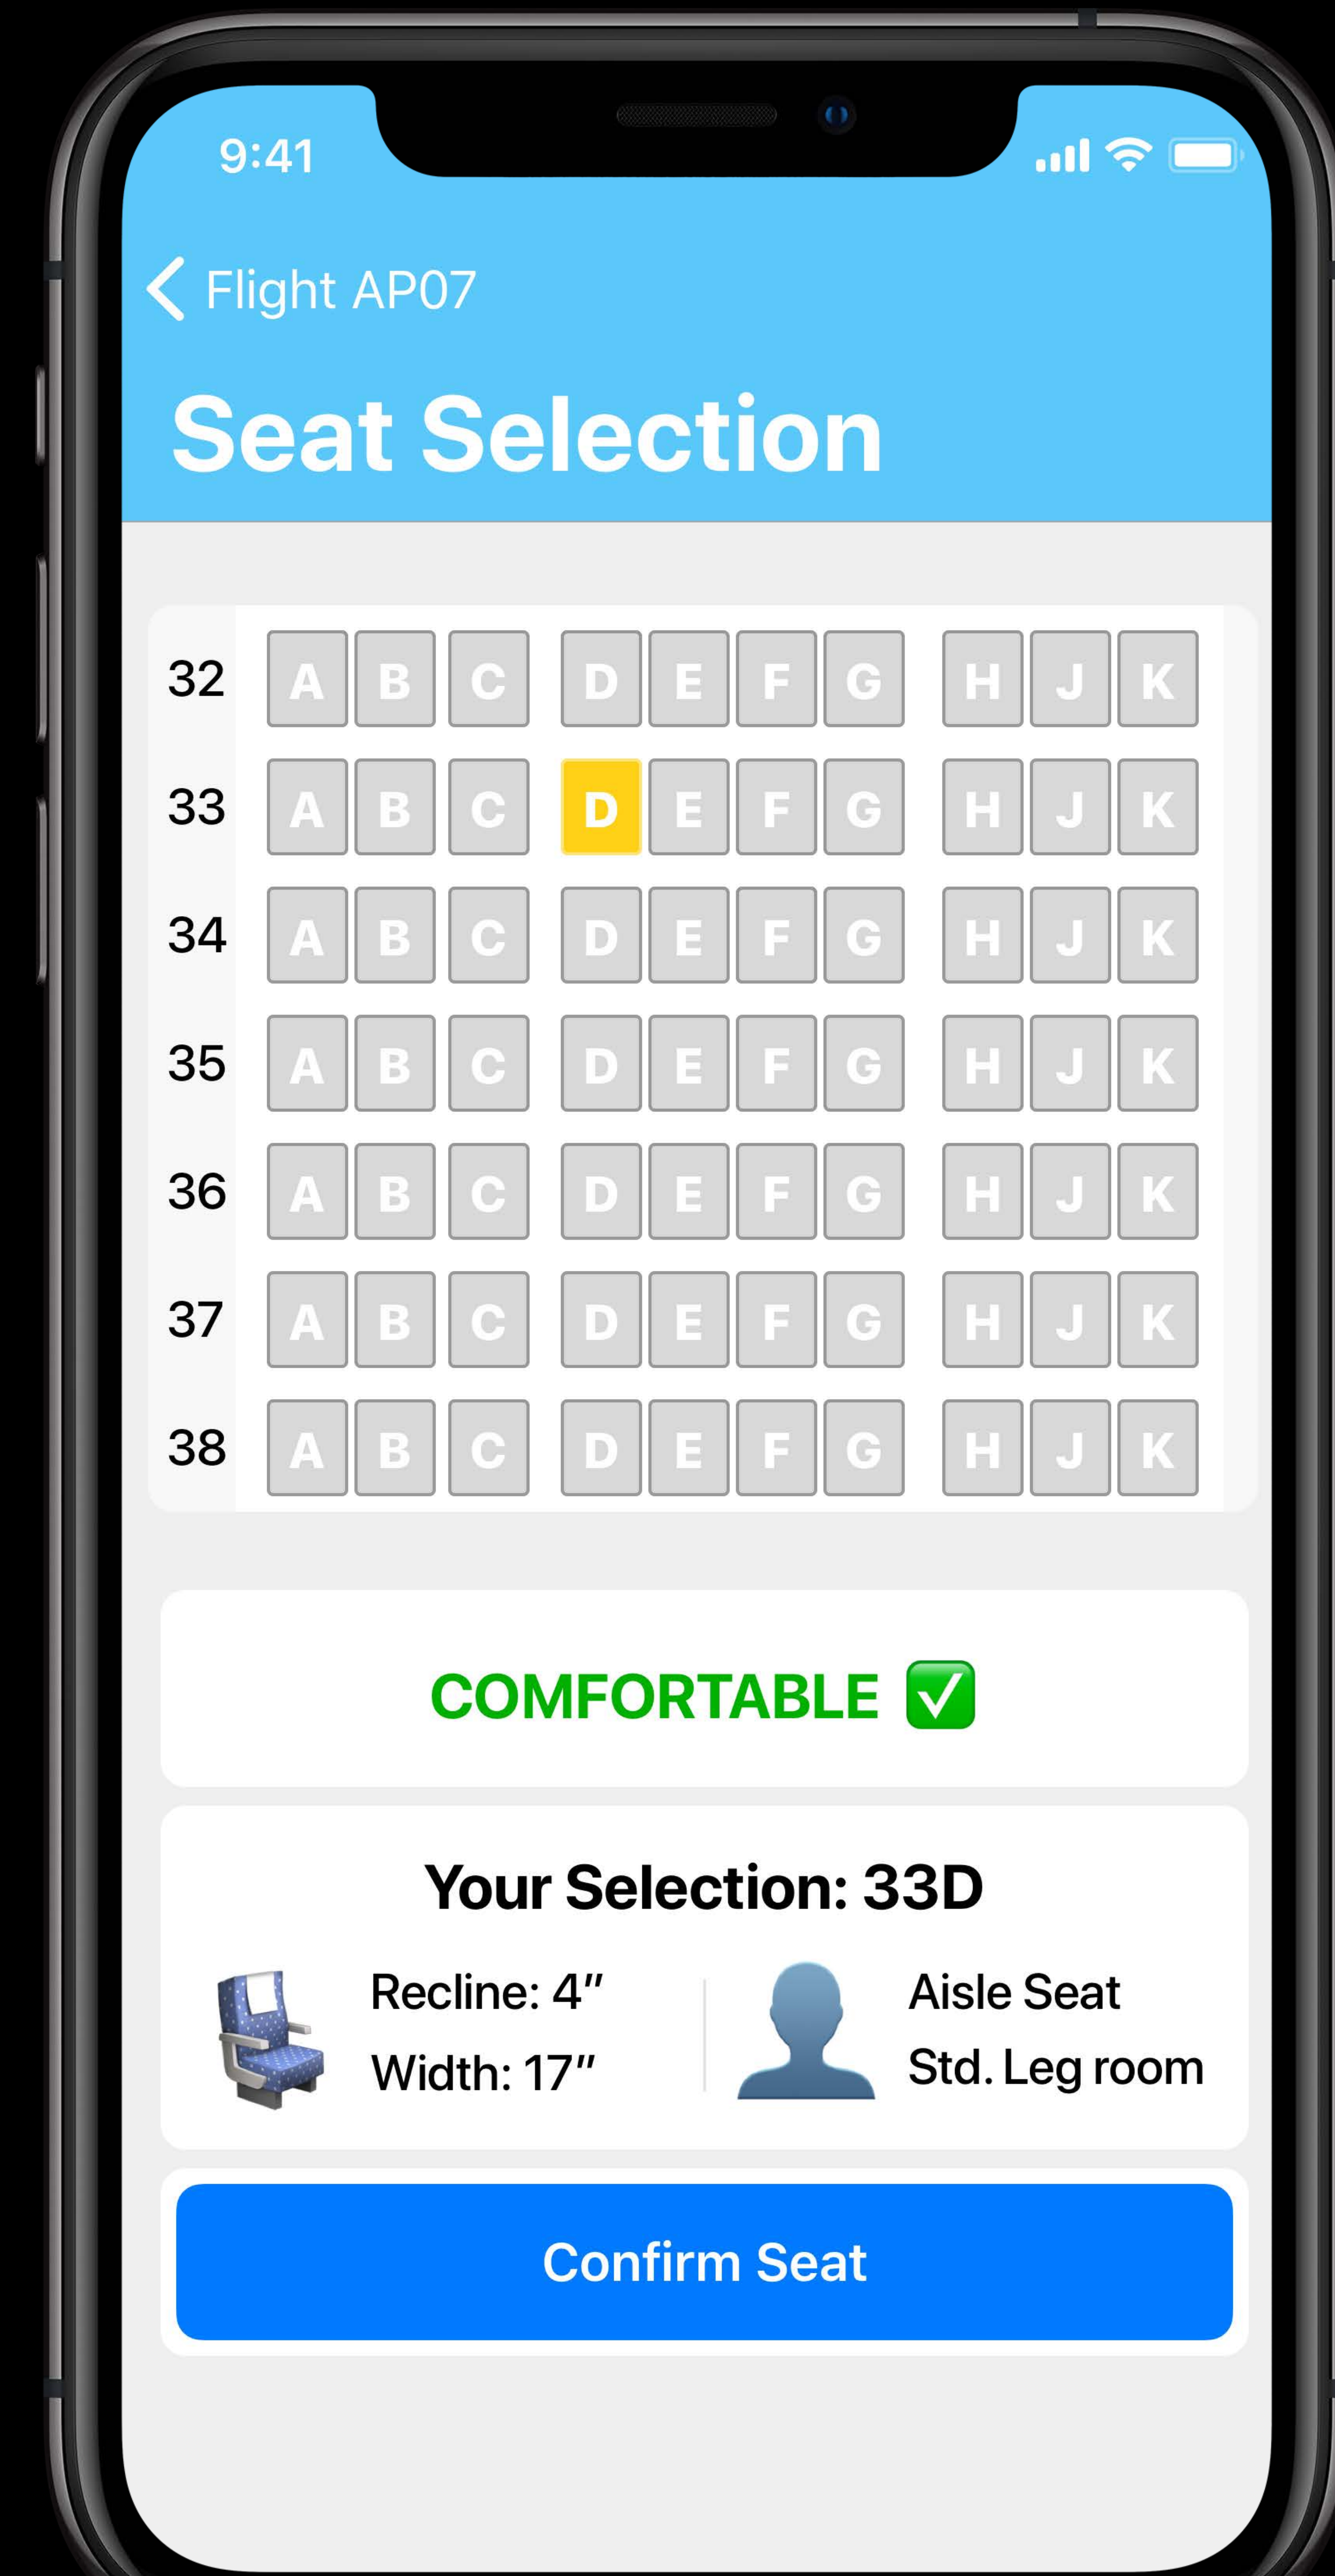 9:41
Flight AP07
Seat Selection
32 A B C D E F G H J K
33 A B C D E F G H J K
34 A B C D E F G H J K
35 A B C D E F G H J K
36 A B C D E F G H J K
37 A B C D E F G H J K
38 A B C D E F G H J K
COMFORTABLE ✅
Your Selection: 33D
Recline: 4” Aisle Seat
Width: 17” Std. Leg room
Confirm Seat